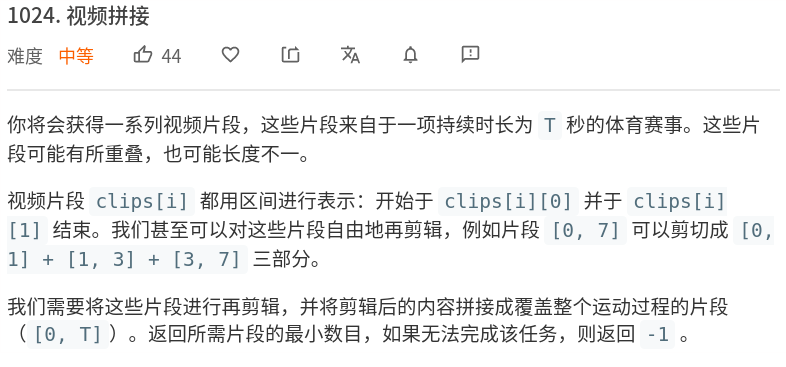 1024. 视频拼接
难度 中等 44
你将会获得一系列视频片段，这些片段来自于一项持续时长为 T 秒的体育赛事。这些片
段可能有所重叠，也可能长度不一。
视频片段 clips[i] 都用区间进行表示：开始于 clips[i][0] 并于 clips[i]
[1] 结束。我们甚至可以对这些片段自由地再剪辑，例如片段 [0, 7] 可以剪切成 [0,
1] + [1, 3] + [3, 7] 三部分。
我们需要将这些片段进行再剪辑，并将剪辑后的内容拼接成覆盖整个运动过程的片段
（[0, T]）。返回所需片段的最小数目，如果无法完成该任务，则返回 -1 。